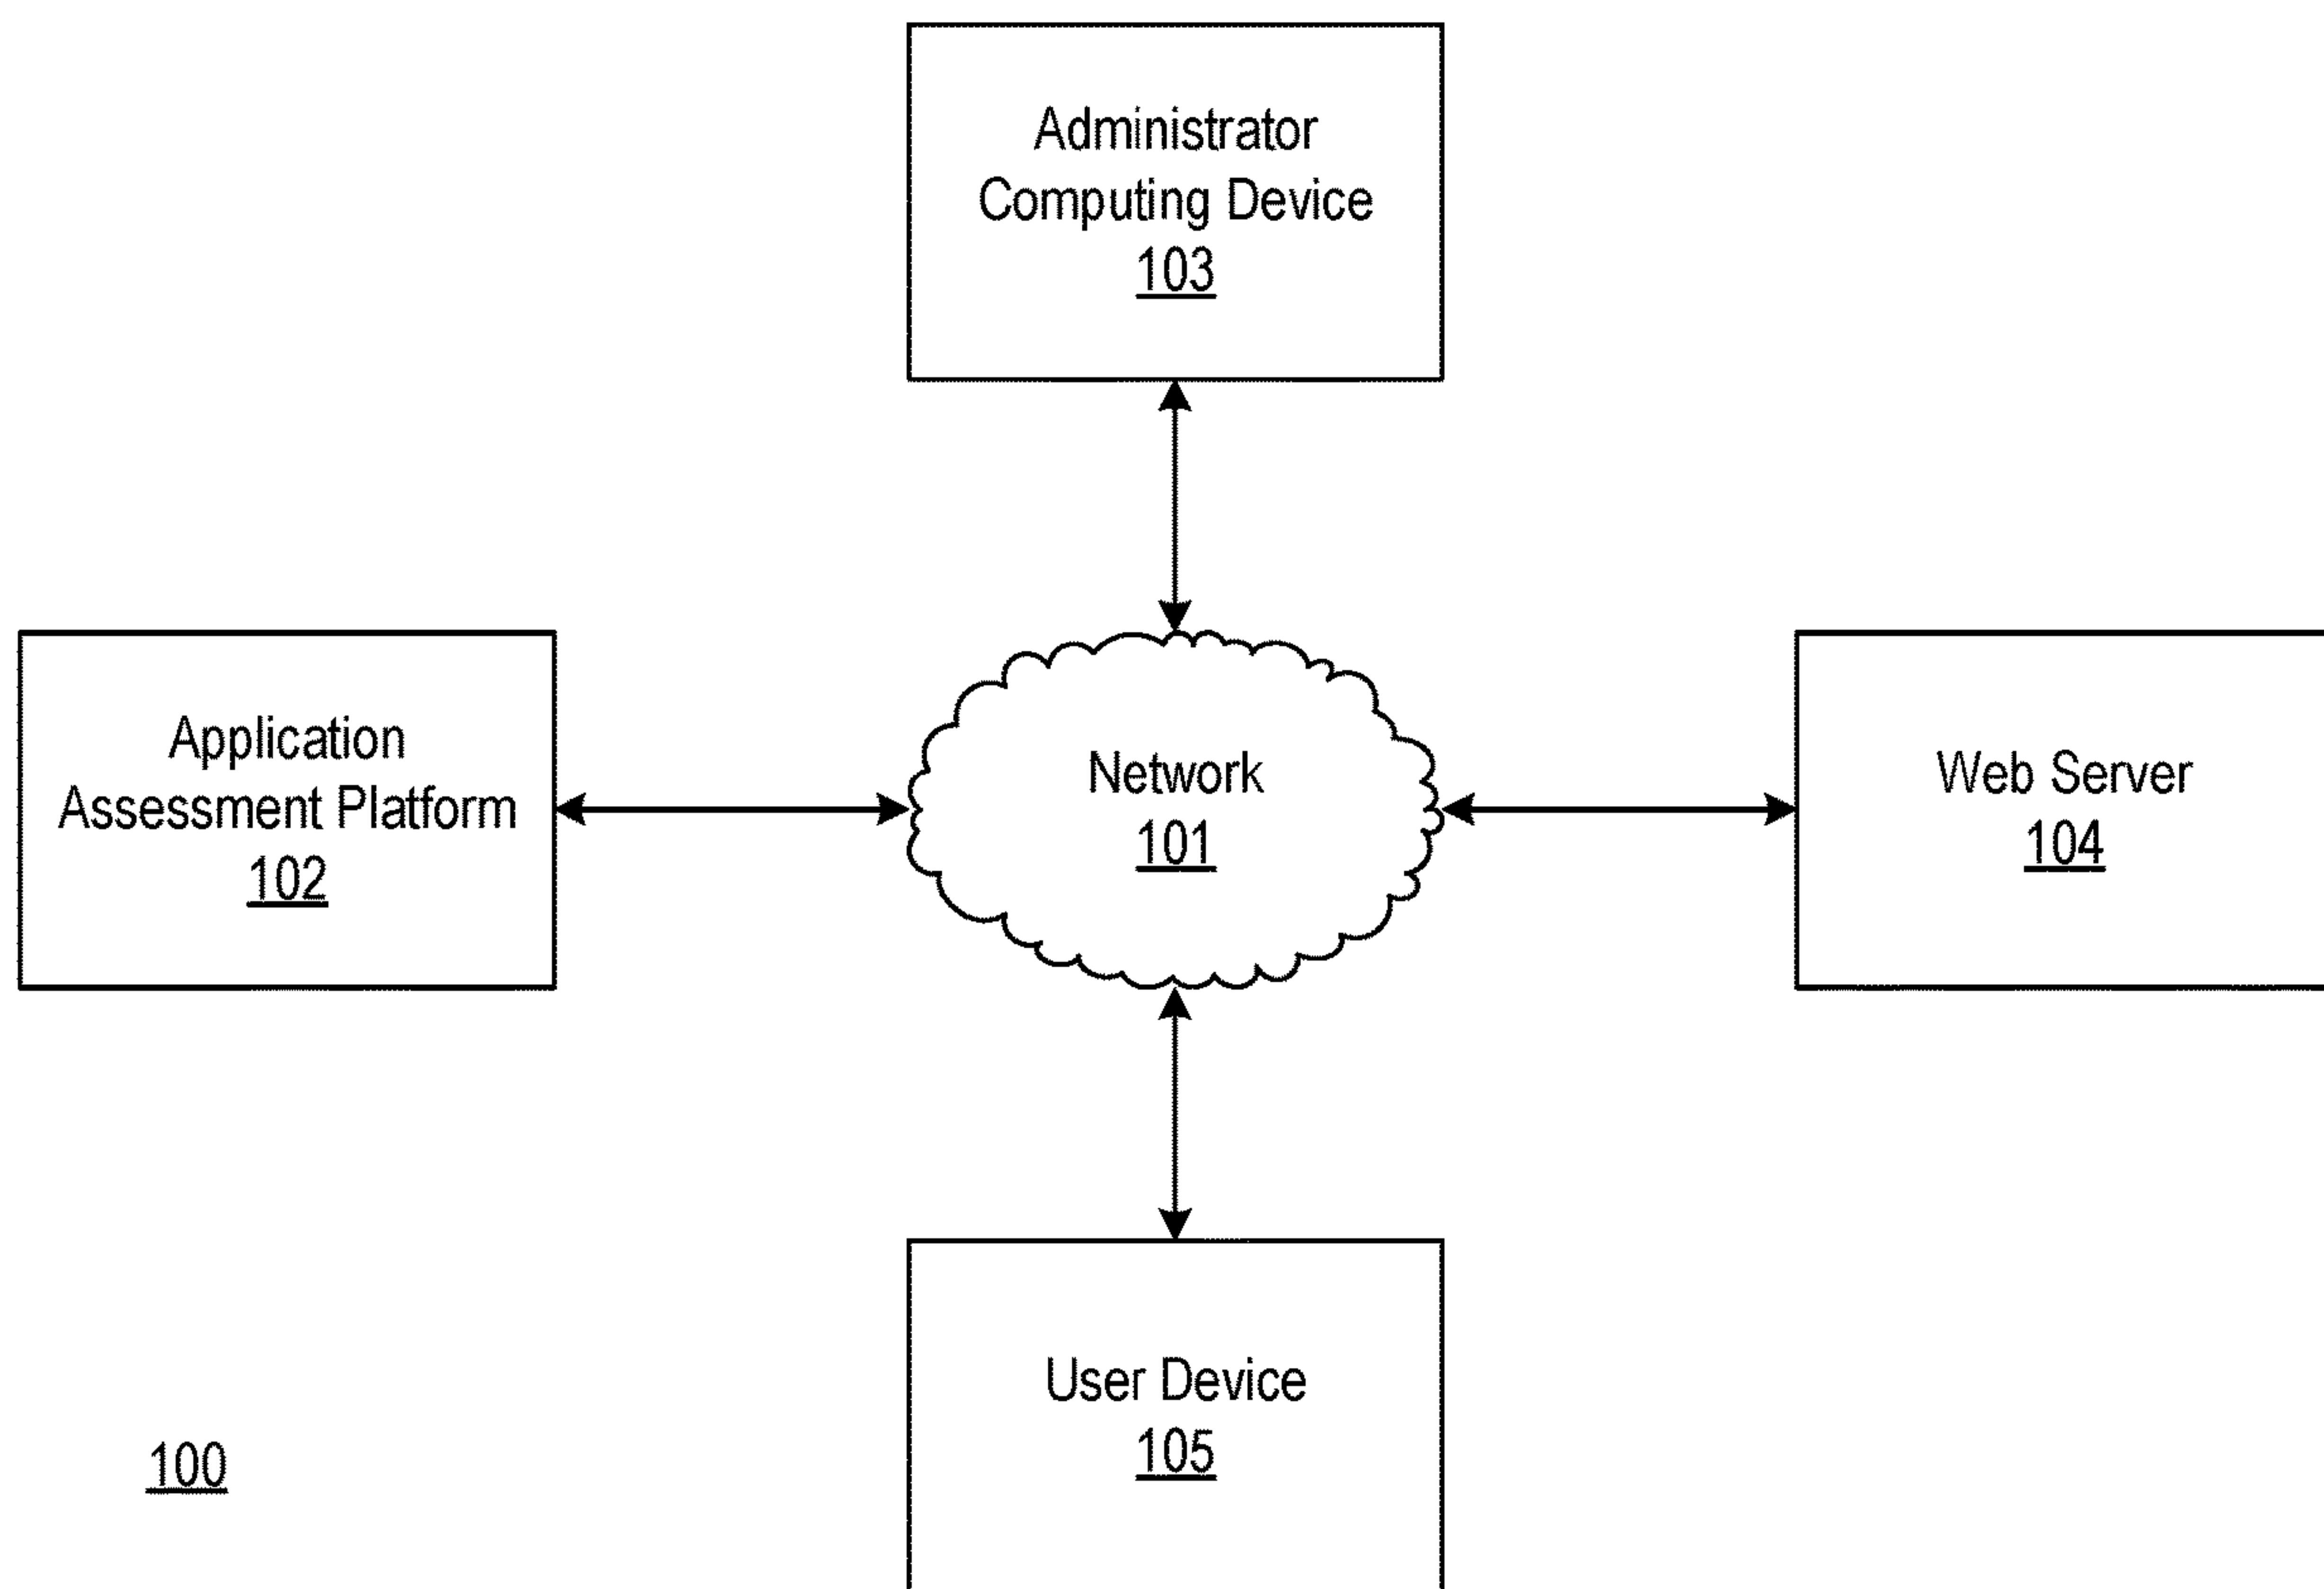 Administrator
Computing Device
103
Application
Assessment Platform
102
Network
101
Web Server
104
User Device
105
100